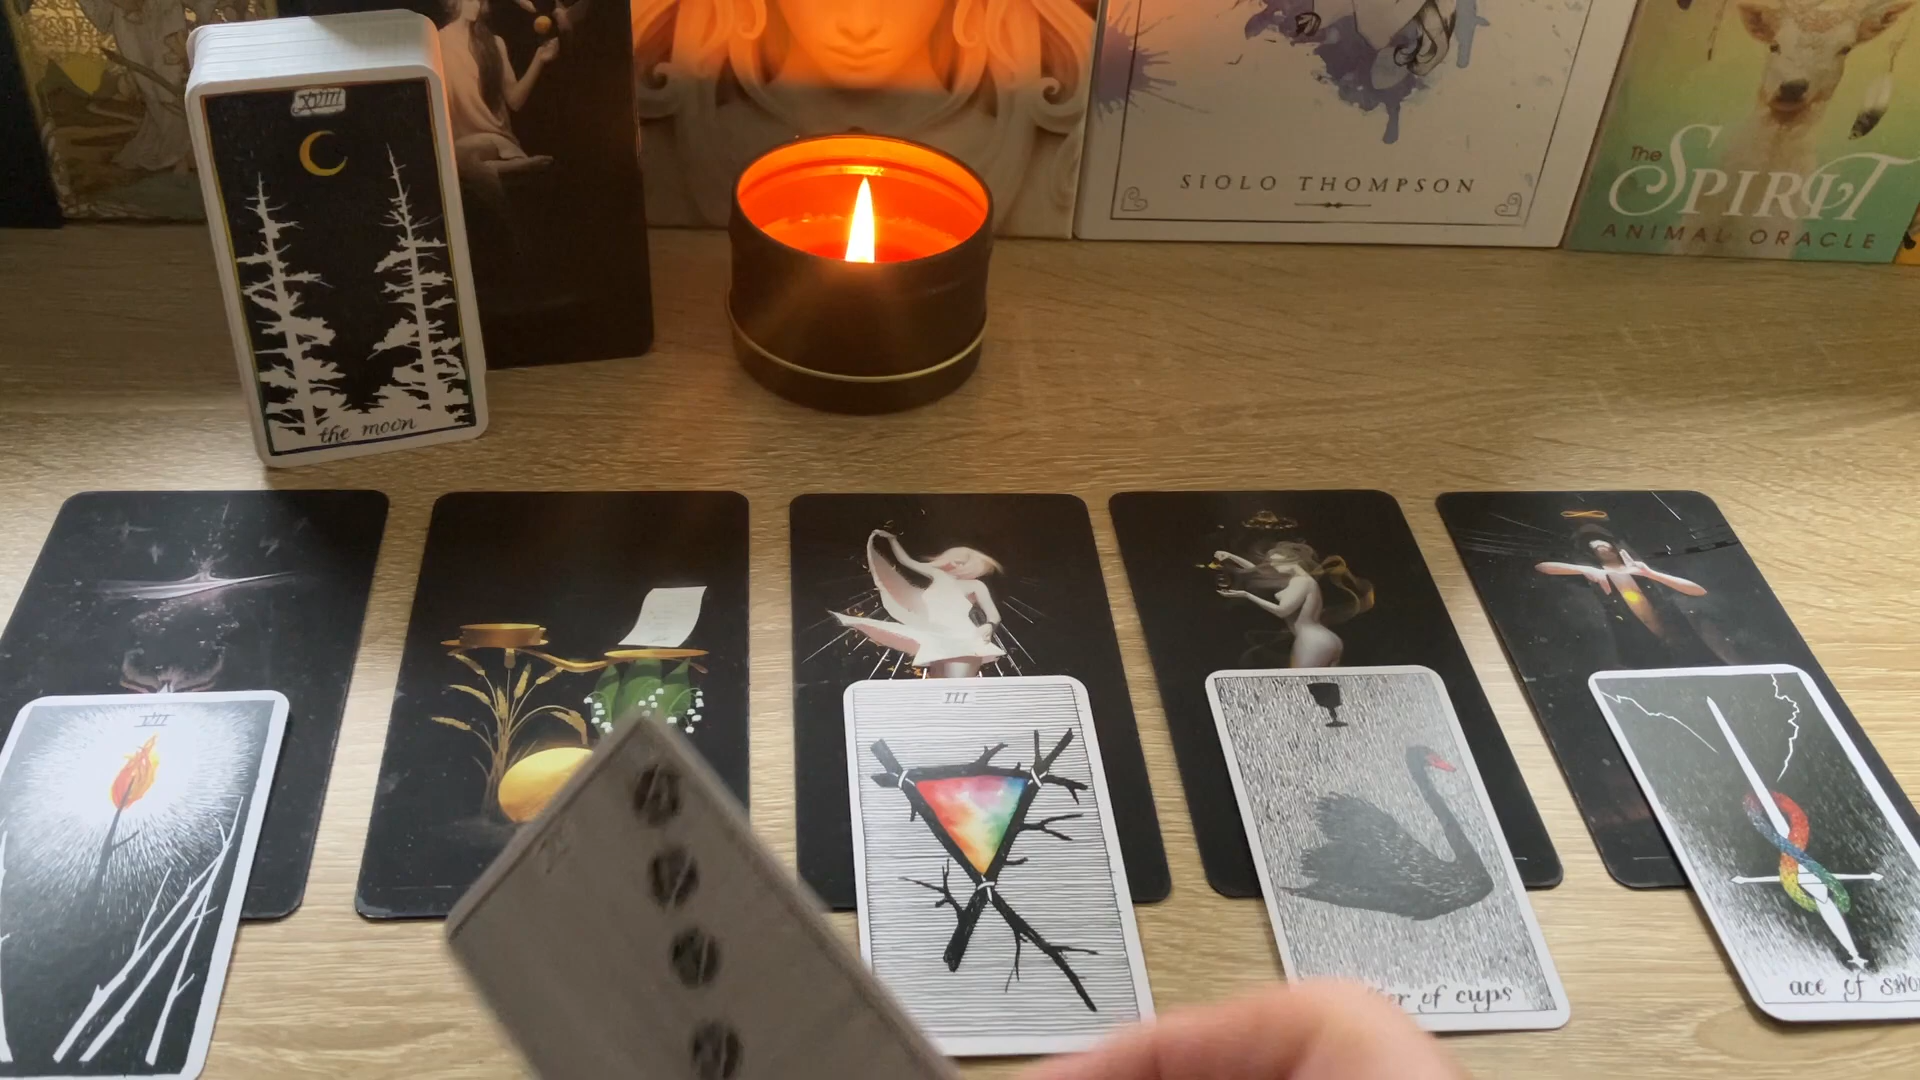 XVIII
the moon
SIOLO THOMPSON
The
SPIRIT
ANIMAL ORACLE
VII
III
of cups
ace of